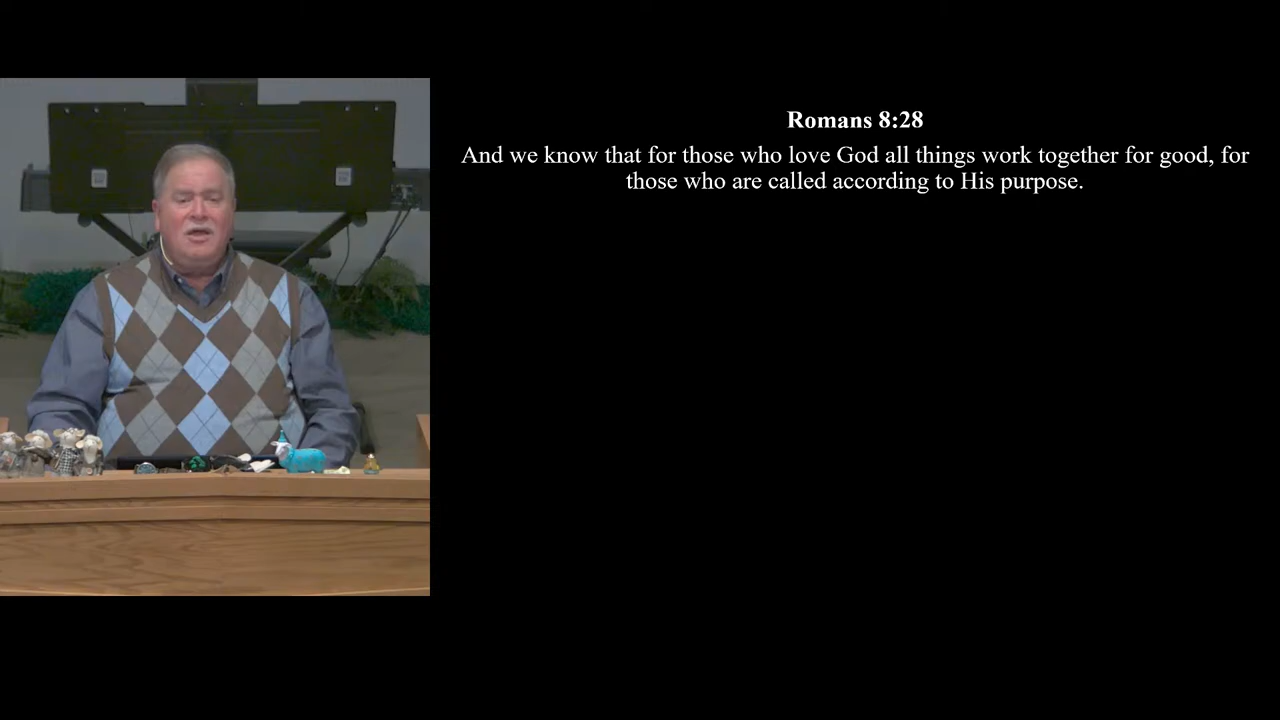 Romans 8:28
And we know that for those who love God all things work together for good, for
those who are called according to His purpose.